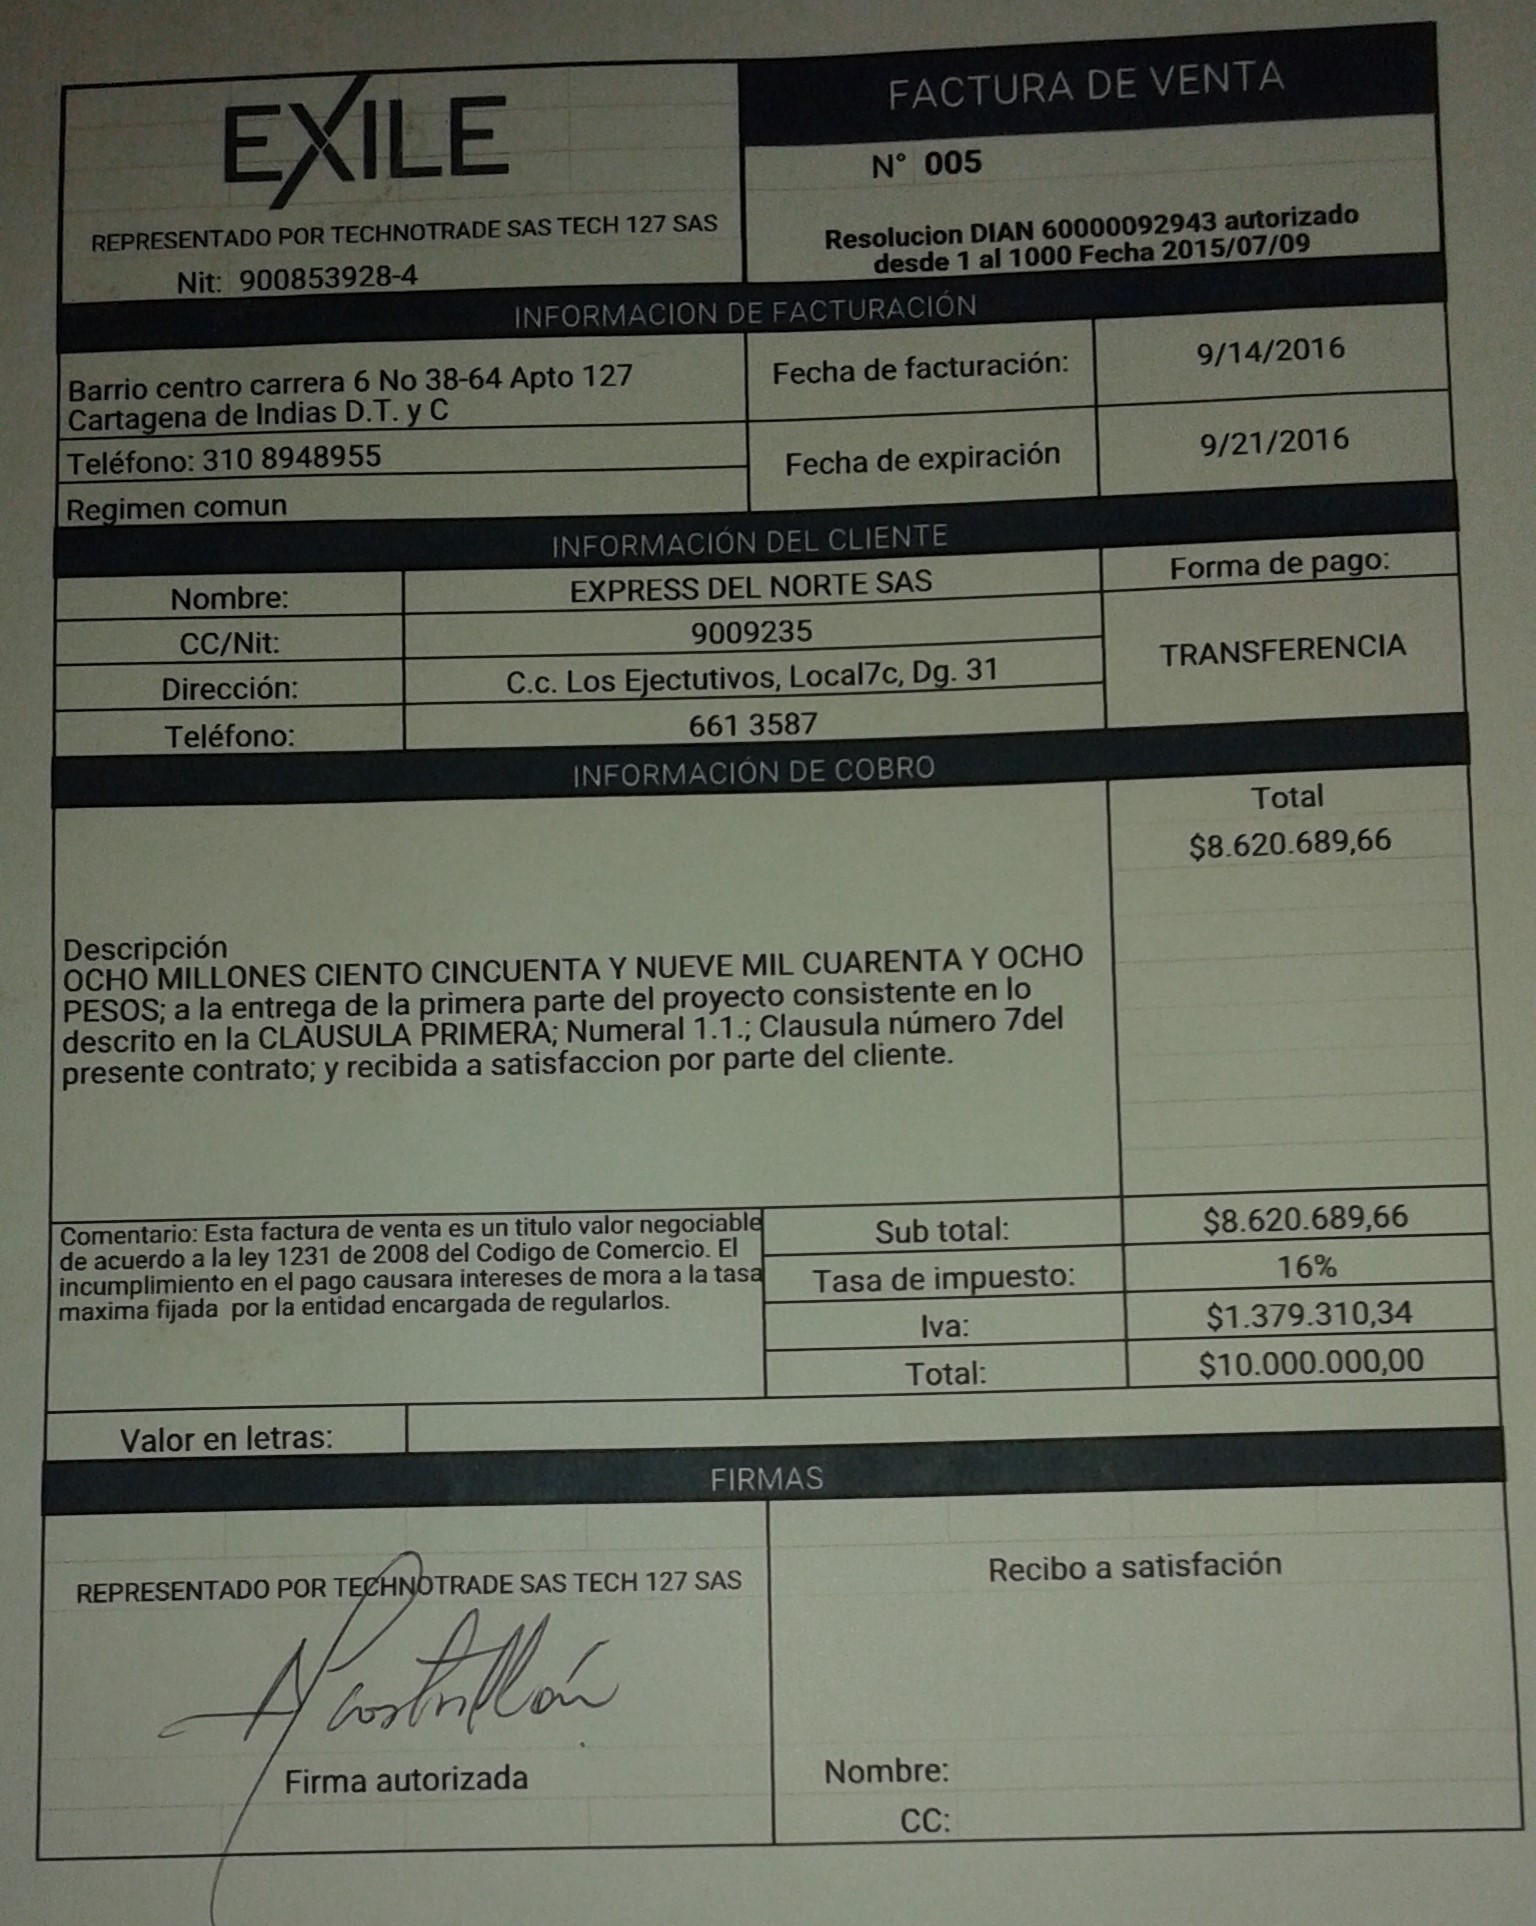 EXILE
REPRESENTADO POR TECHNOTRADE SAS TECH 127 SAS
Nit: 900853928-4
FACTURA DE VENTA
N° 005
Resolucion DIAN 60000092943 autorizado
desde 1 al 1000 Fecha 2015/07/09
INFORMACION DE FACTURACIÓN
Barrio centro carrera 6 No 38-64 Apto 127
Cartagena de Indias D.T. y C
Teléfono: 310 8948955
Regimen comun
Fecha de facturación: 9/14/2016
Fecha de expiración 9/21/2016
INFORMACIÓN DEL CLIENTE
Nombre: EXPRESS DEL NORTE SAS
CC/Nit: 9009235
Dirección: C.c. Los Ejectutivos, Local7c, Dg. 31
Teléfono: 661 3587
Forma de pago:
TRANSFERENCIA
INFORMACIÓN DE COBRO
Total
$8.620.689,66
Descripción
OCHO MILLONES CIENTO CINCUENTA Y NUEVE MIL CUARENTA Y OCHO
PESOS; a la entrega de la primera parte del proyecto consistente en lo
descrito en la CLAUSULA PRIMERA; Numeral 1.1.; Clausula número 7del
presente contrato; y recibida a satisfaccion por parte del cliente.
Comentario: Esta factura de venta es un titulo valor negociable
de acuerdo a la ley 1231 de 2008 del Codigo de Comercio. El
incumplimiento en el pago causara intereses de mora a la tasa
maxima fijada por la entidad encargada de regularlos.
Sub total: $8.620.689,66
Tasa de impuesto: 16%
Iva: $1.379.310,34
Total: $10.000.000,00
Valor en letras:
FIRMAS
REPRESENTADO POR TECHNOTRADE SAS TECH 127 SAS
Firma autorizada
Recibo a satisfación
Nombre:
CC: